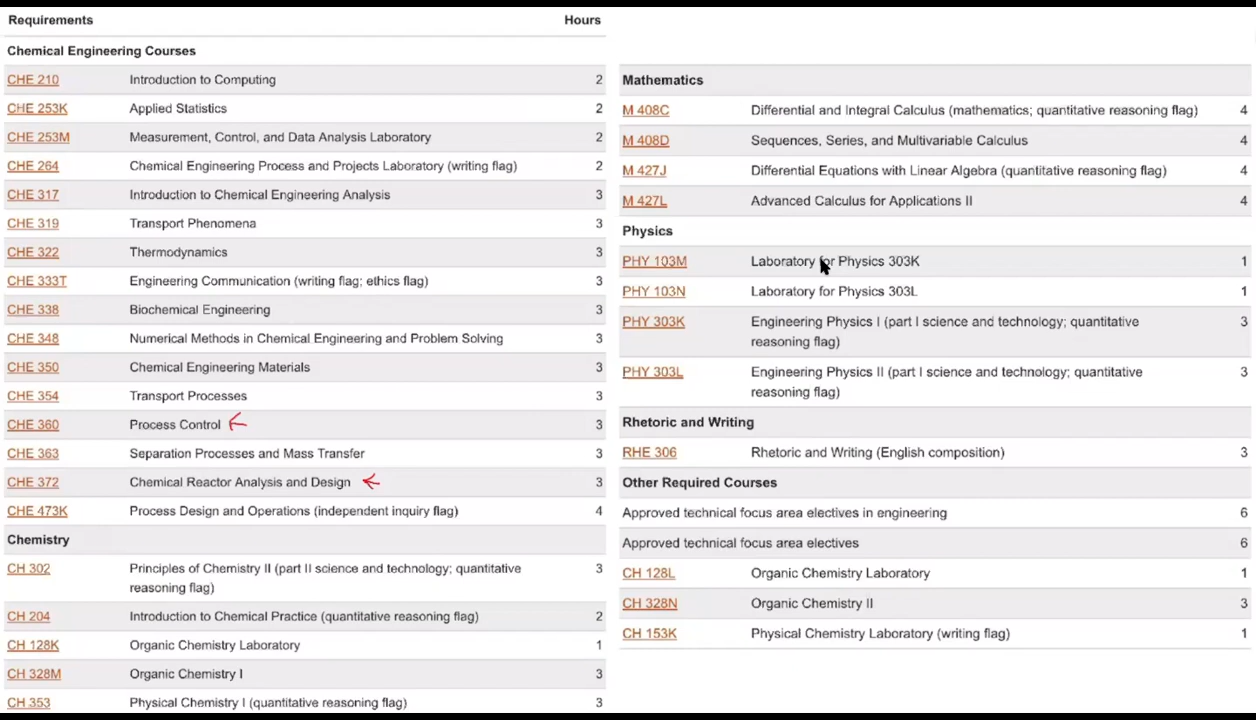 Requirements Hours
Chemical Engineering Courses
CHE 210 Introduction to Computing 2
CHE 253K Applied Statistics 2
CHE 253M Measurement, Control, and Data Analysis Laboratory 2
CHE 264 Chemical Engineering Process and Projects Laboratory (writing flag) 2
CHE 317 Introduction to Chemical Engineering Analysis 3
CHE 319 Transport Phenomena 3
CHE 322 Thermodynamics 3
CHE 333T Engineering Communication (writing flag; ethics flag) 3
CHE 338 Biochemical Engineering 3
CHE 348 Numerical Methods in Chemical Engineering and Problem Solving 3
CHE 350 Chemical Engineering Materials 3
CHE 354 Transport Processes 3
CHE 360 Process Control 3
CHE 363 Separation Processes and Mass Transfer 3
CHE 372 Chemical Reactor Analysis and Design 3
CHE 473K Process Design and Operations (independent inquiry flag) 4
Chemistry
CH 302 Principles of Chemistry II (part II science and technology; quantitative 3
reasoning flag)
CH 204 Introduction to Chemical Practice (quantitative reasoning flag) 2
CH 128K Organic Chemistry Laboratory 1
CH 328M Organic Chemistry I 3
CH 353 Physical Chemistry I (quantitative reasoning flag) 3
Mathematics
M 408C Differential and Integral Calculus (mathematics; quantitative reasoning flag) 4
M 408D Sequences, Series, and Multivariable Calculus 4
M 427J Differential Equations with Linear Algebra (quantitative reasoning flag) 4
M 427L Advanced Calculus for Applications II 4
Physics
PHY 103M Laboratory for Physics 303K 1
PHY 103N Laboratory for Physics 303L 1
PHY 303K Engineering Physics I (part I science and technology; quantitative 3
reasoning flag)
PHY 303L Engineering Physics II (part I science and technology; quantitative 3
reasoning flag)
Rhetoric and Writing
RHE 306 Rhetoric and Writing (English composition) 3
Other Required Courses
Approved technical focus area electives in engineering 6
Approved technical focus area electives 6
CH 128L Organic Chemistry Laboratory 1
CH 328N Organic Chemistry II 3
CH 153K Physical Chemistry Laboratory (writing flag) 1